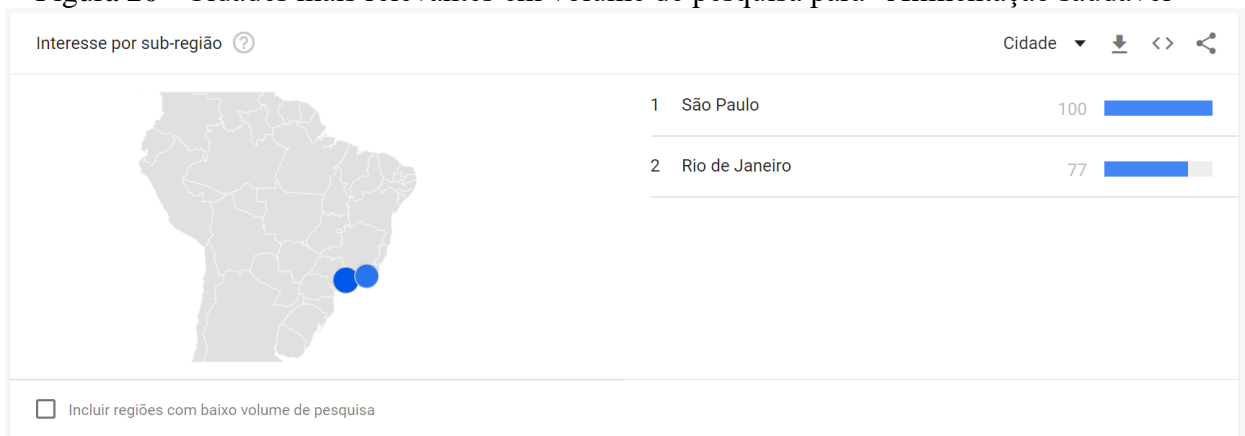 Interesse por sub-região ?
Cidade
1 São Paulo 100
2 Rio de Janeiro 77
Incluir regiões com baixo volume de pesquisa